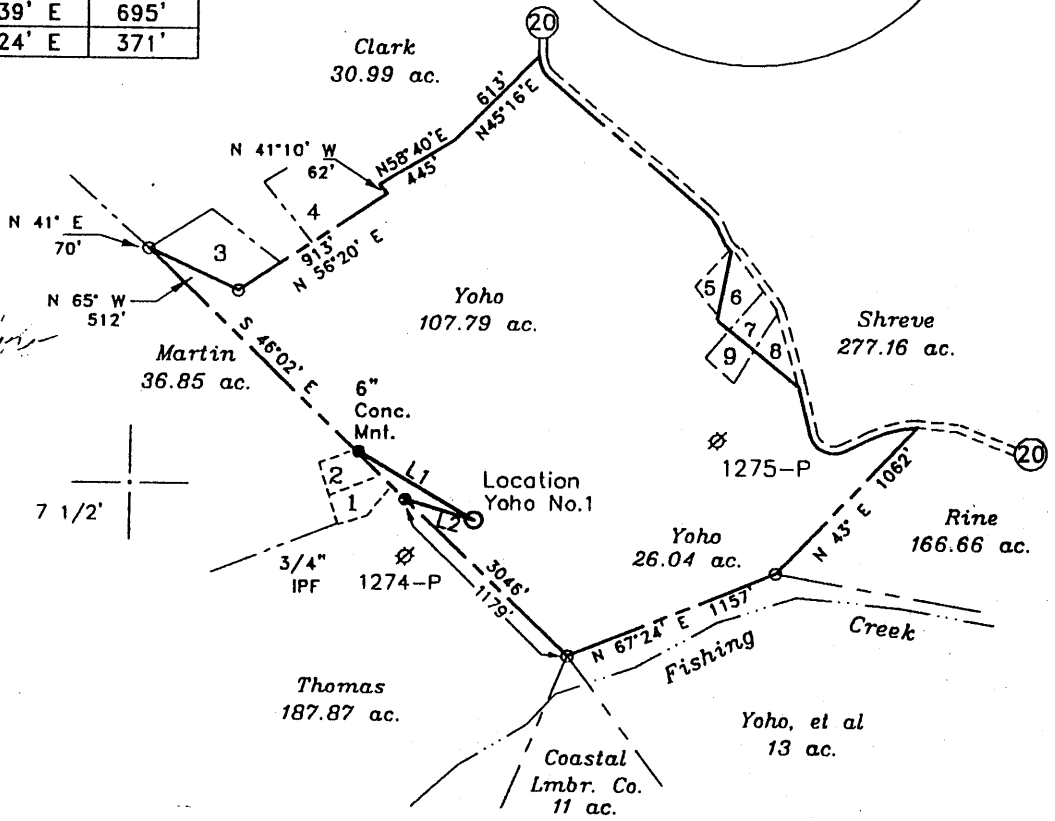 39' E 695'
24' E 371'
20
Clark
30.99 ac.
613'
N45°16'E
N 41°10' W
62'
N58°40'E
445'
4
N 41° E
70'
3
913'
N 56°20' E
N 65° W
512'
Yoho
107.79 ac.
5
6
7
8
9
Shreve
277.16 ac.
S 46°02' E
Martin
36.85 ac.
6"
Conc.
Mnt.
L1
2
1
L2
Location
Yoho No.1
1275-P
20
7 1/2'
1062'
N 43° E
Rine
166.66 ac.
3/4"
IPF
1274-P
3046'
1179'
Yoho
26.04 ac.
1157'
N 67°24' E
Fishing
Creek
Thomas
187.87 ac.
Yoho, et al
13 ac.
Coastal
Lmbr. Co.
11 ac.